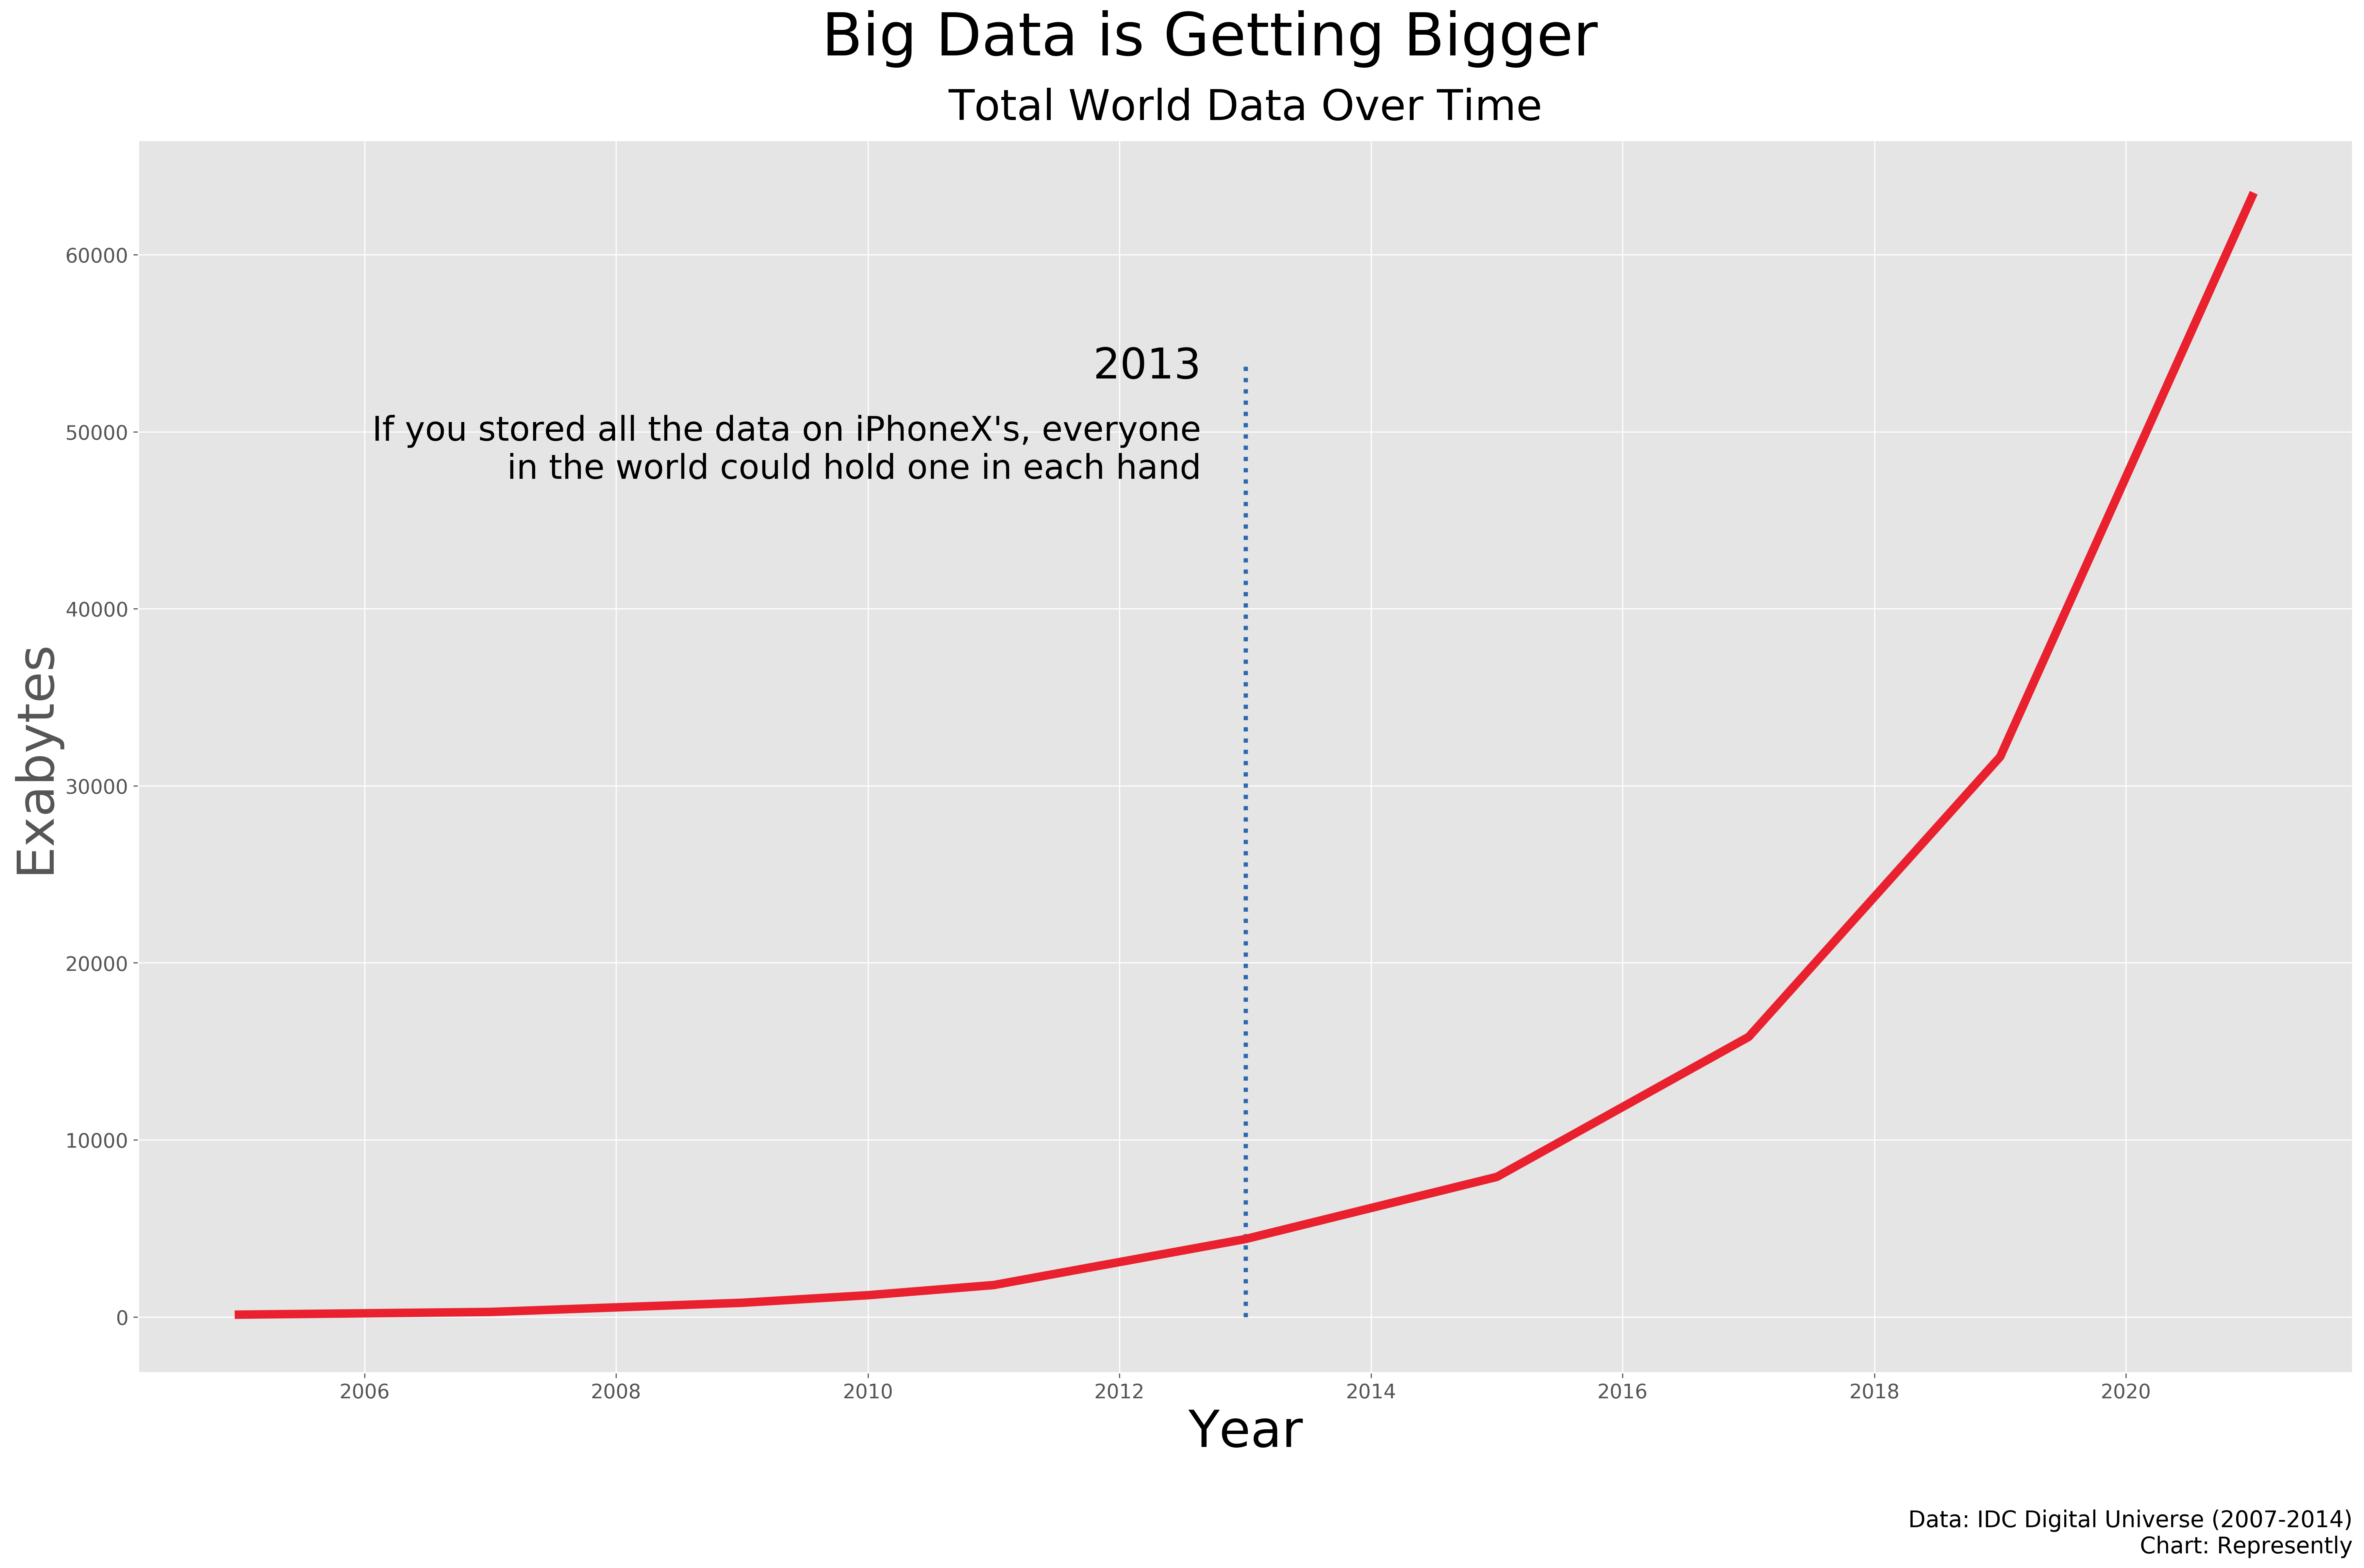 Big Data is Getting Bigger
Total World Data Over Time
60000
50000
40000
30000
20000
10000
0
Exabytes
2013
If you stored all the data on iPhoneX's, everyone
in the world could hold one in each hand
2006 2008 2010 2012 2014 2016 2018 2020
Year
Data: IDC Digital Universe (2007-2014)
Chart: Represently